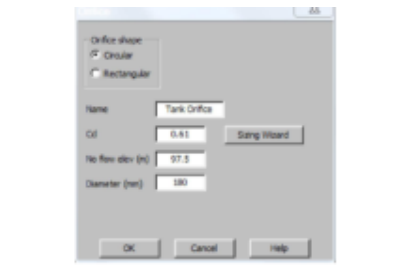 Orifice shape
Circular
Rectangular
Name Tank Orifice
Cd 0.61 Sizing Wizard
No flow elev (m) 97.5
Diameter (mm) 180
OK Cancel Help